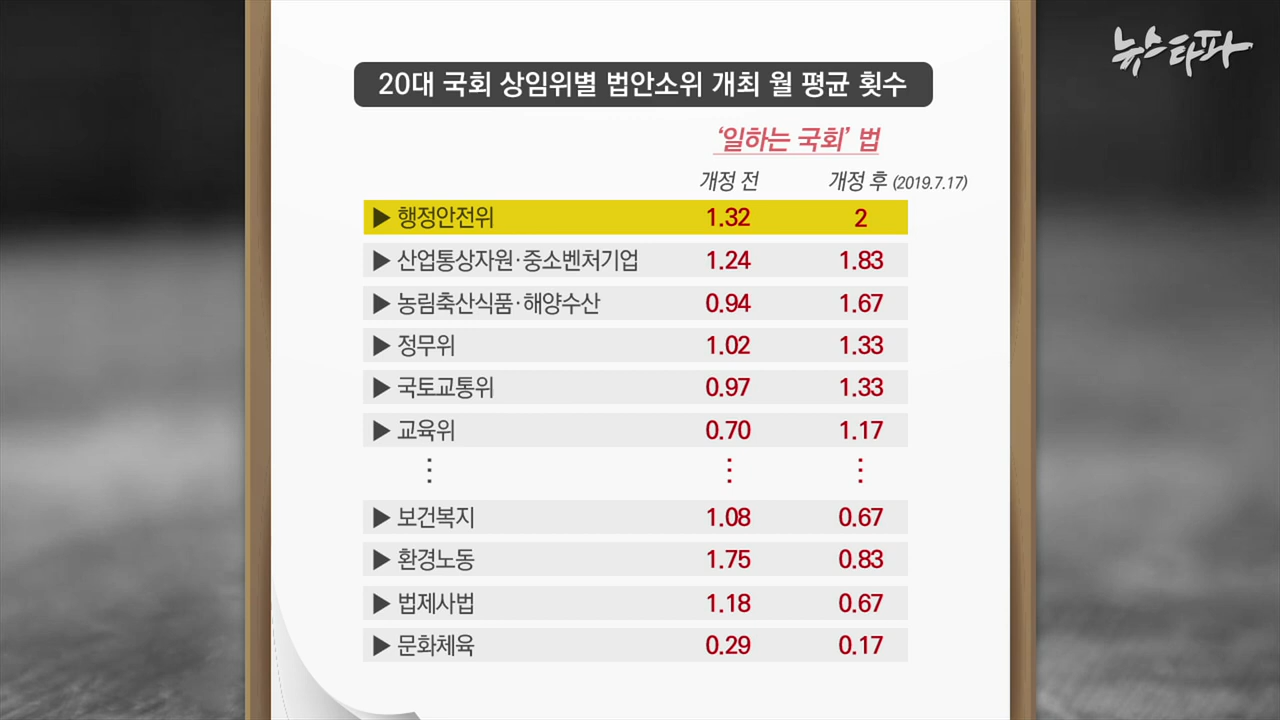 뉴스타파
20대 국회 상임위별 법안소위 개최 월 평균 횟수
‘일하는 국회’ 법
개정 전 개정 후 (2019.7.17)
▶ 행정안전위 1.32 2
▶ 산업통상자원·중소벤처기업 1.24 1.83
▶ 농림축산식품·해양수산 0.94 1.67
▶ 정무위 1.02 1.33
▶ 국토교통위 0.97 1.33
▶ 교육위 0.70 1.17
⋮ ⋮ ⋮
▶ 보건복지 1.08 0.67
▶ 환경노동 1.75 0.83
▶ 법제사법 1.18 0.67
▶ 문화체육 0.29 0.17